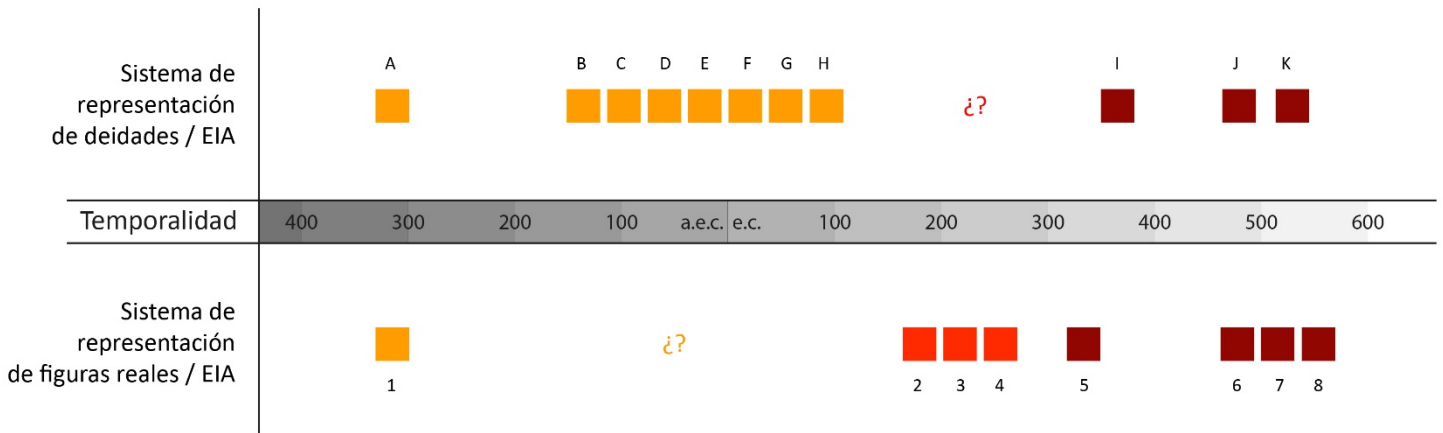 A B C D E F G H I J K
Sistema de
representación
de deidades / EIA
¿?
Temporalidad 400 300 200 100 a.e.c. e.c. 100 200 300 400 500 600
Sistema de
representación
de figuras reales / EIA
¿?
1 2 3 4 5 6 7 8